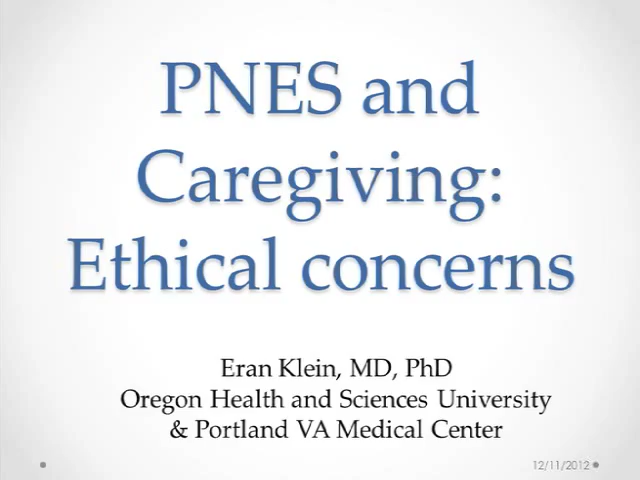 PNES and
Caregiving:
Ethical concerns
Eran Klein, MD, PhD
Oregon Health and Sciences University
& Portland VA Medical Center
12/11/2012